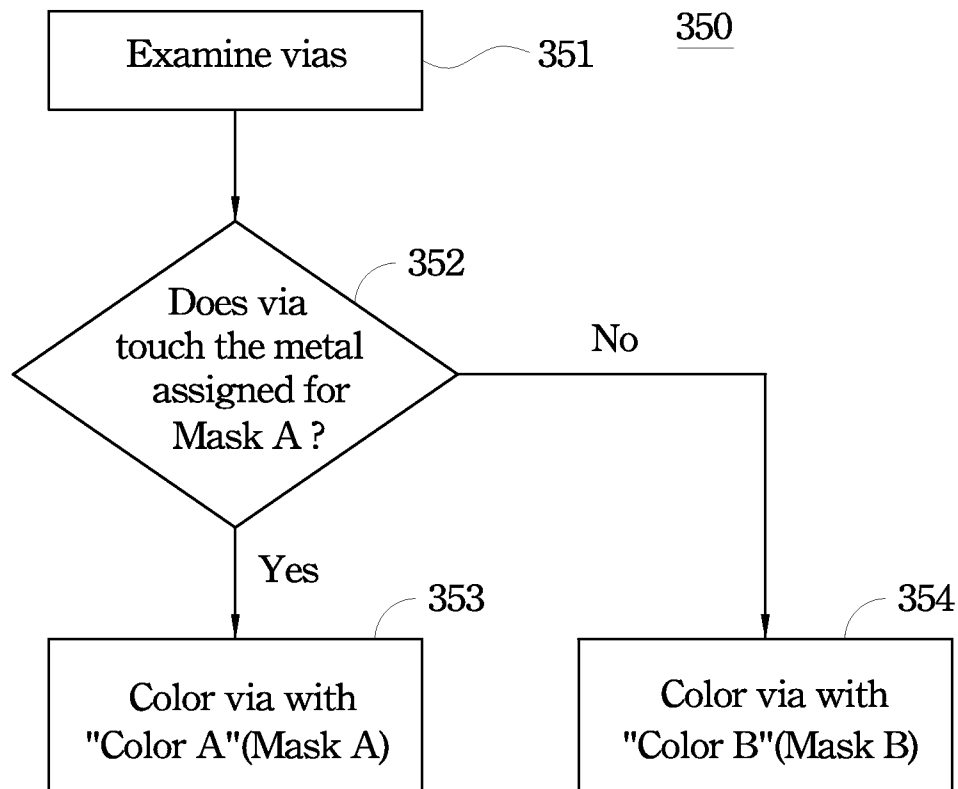 350
Examine vias
351
352
Does via
touch the metal
assigned for
Mask A ?
No
Yes
353
354
Color via with
"Color A"(Mask A)
Color via with
"Color B"(Mask B)